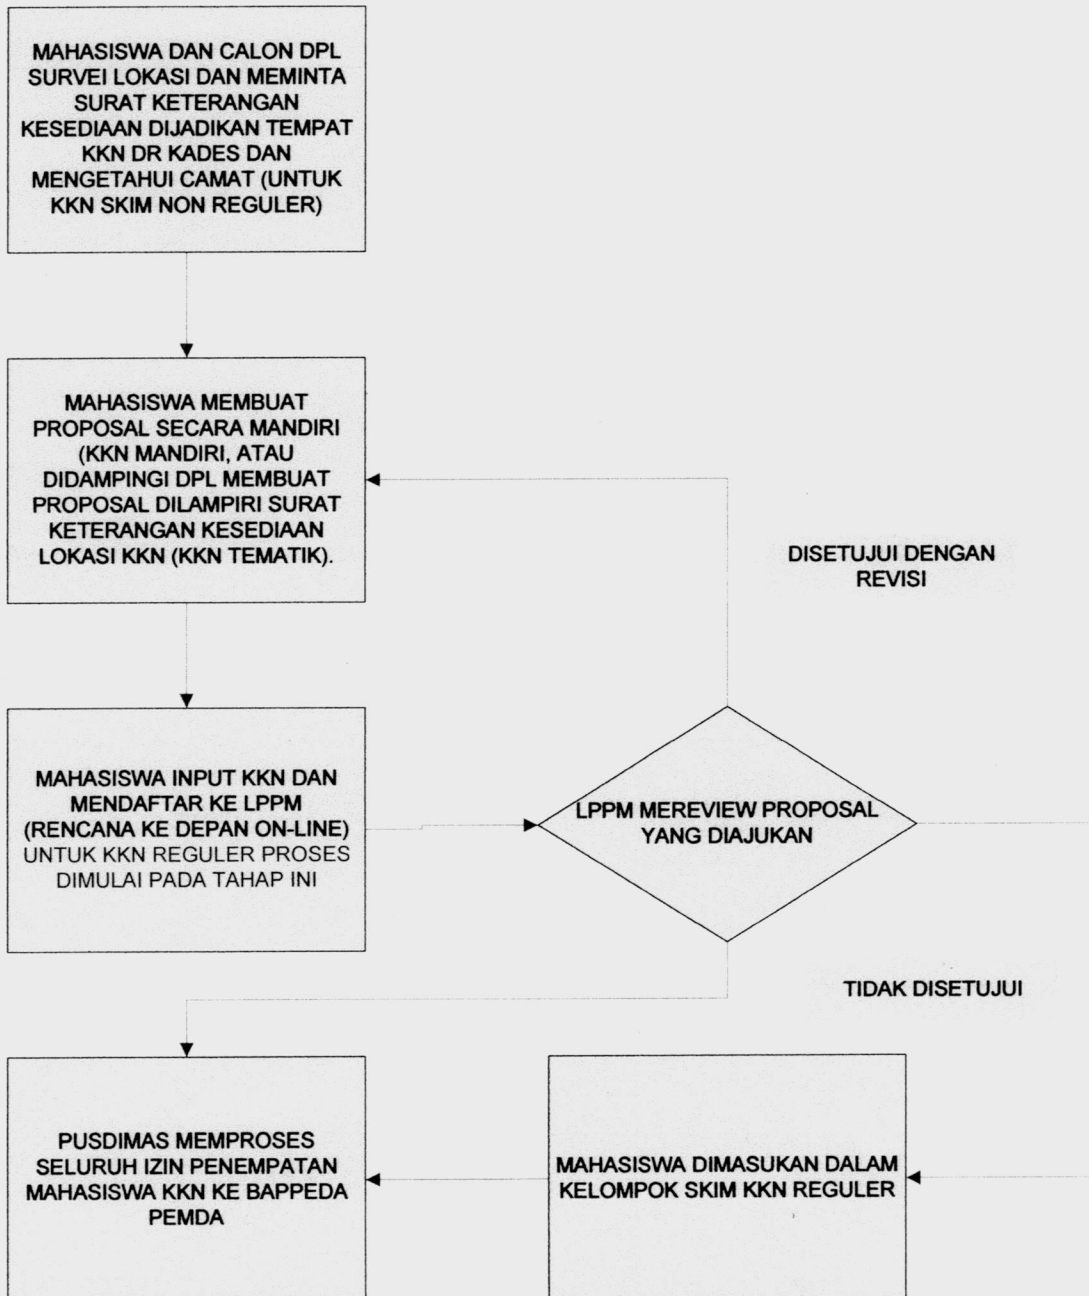 MAHASISWA DAN CALON DPL
SURVEI LOKASI DAN MEMINTA
SURAT KETERANGAN
KESEDIAAN DIJADIKAN TEMPAT
KKN DR KADES DAN
MENGETAHUI CAMAT (UNTUK
KKN SKIM NON REGULER)
MAHASISWA MEMBUAT
PROPOSAL SECARA MANDIRI
(KKN MANDIRI, ATAU
DIDAMPINGI DPL MEMBUAT
PROPOSAL DILAMPIRI SURAT
KETERANGAN KESEDIAAN
LOKASI KKN (KKN TEMATIK).
DISETUJUI DENGAN
REVISI
MAHASISWA INPUT KKN DAN
MENDAFTAR KE LPPM
(RENCANA KE DEPAN ON-LINE)
UNTUK KKN REGULER PROSES
DIMULAI PADA TAHAP INI
LPPM MEREVIEW PROPOSAL
YANG DIAJUKAN
TIDAK DISETUJUI
PUSDIMAS MEMPROSES
SELURUH IZIN PENEMPATAN
MAHASISWA KKN KE BAPPEDA
PEMDA
MAHASISWA DIMASUKAN DALAM
KELOMPOK SKIM KKN REGULER